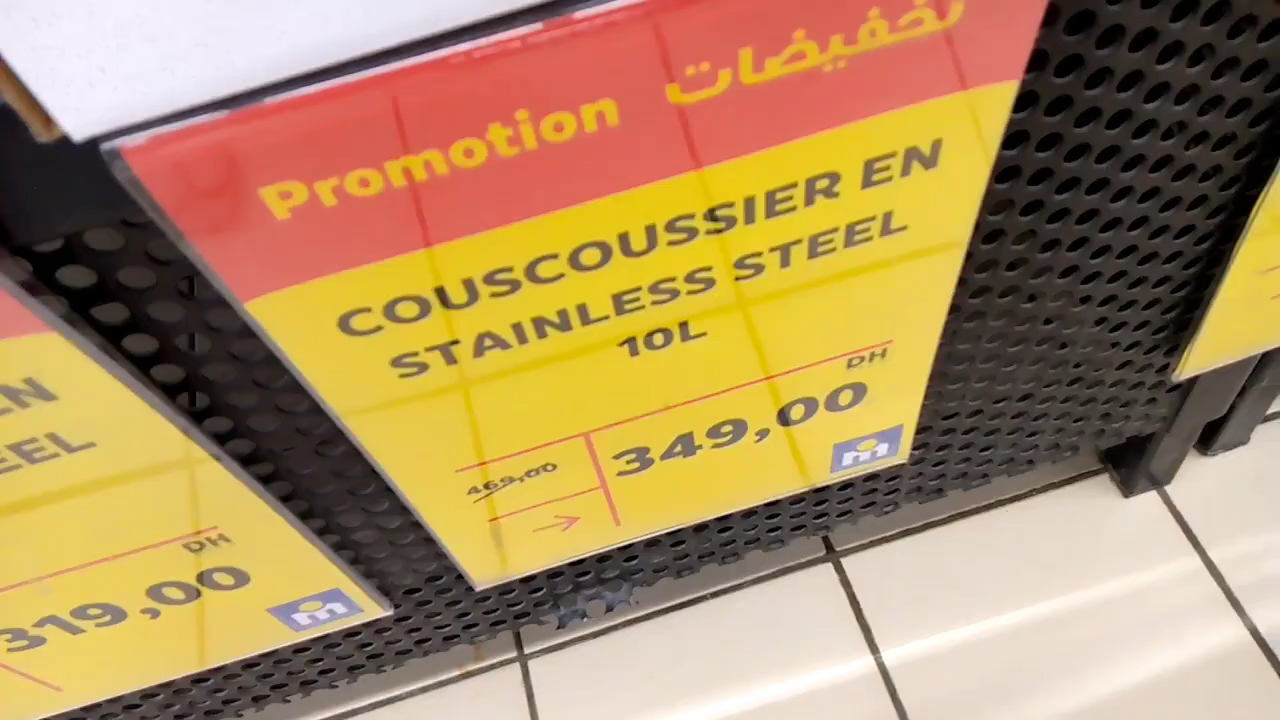 Promotion تخفيضات
COUSCOUSSIER EN
STAINLESS STEEL
10L
DH
469,00
349,00
m
EN
EEL
DH
319,00
m